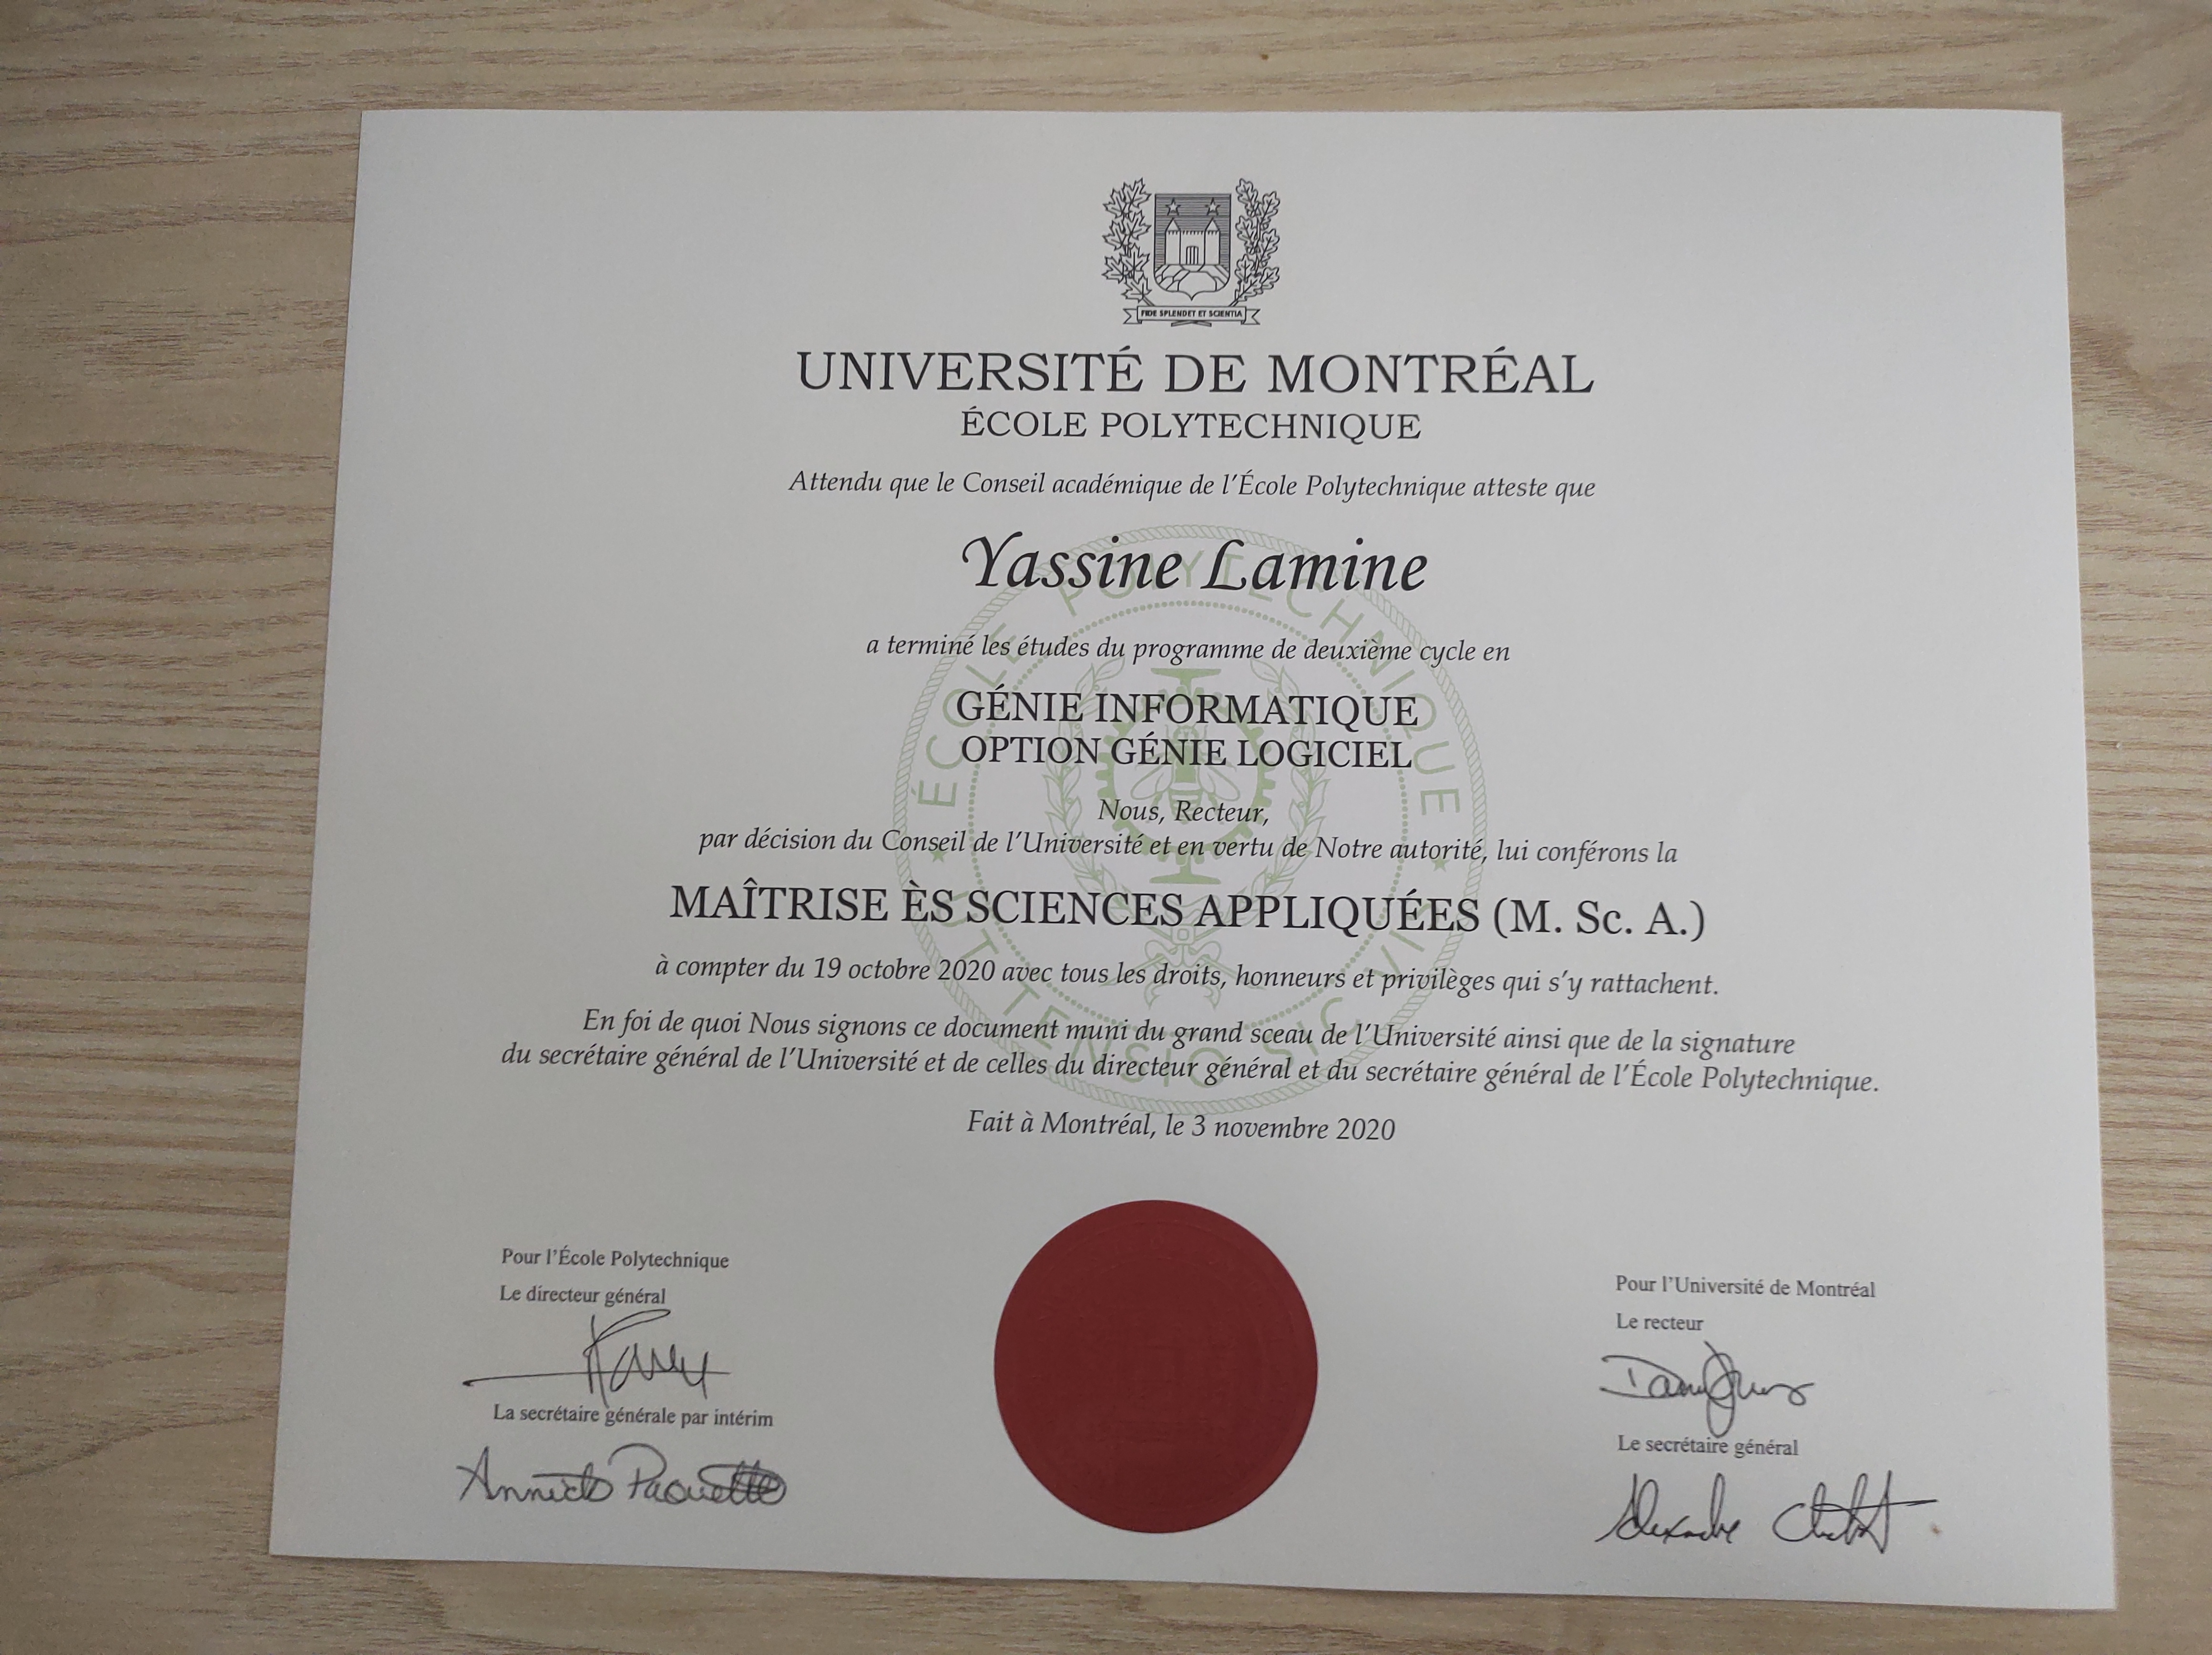 FIDE SPLENDET ET SCIENTIA
UNIVERSITÉ DE MONTRÉAL
ÉCOLE POLYTECHNIQUE
Attendu que le Conseil académique de l'École Polytechnique atteste que
Yassine Lamine
a terminé les études du programme de deuxième cycle en
GÉNIE INFORMATIQUE
OPTION GÉNIE LOGICIEL
Nous, Recteur,
par décision du Conseil de l'Université et en vertu de Notre autorité, lui conférons la
MAÎTRISE ÈS SCIENCES APPLIQUÉES (M. Sc. A.)
à compter du 19 octobre 2020 avec tous les droits, honneurs et privilèges qui s'y rattachent.
En foi de quoi Nous signons ce document muni du grand sceau de l'Université ainsi que de la signature
du secrétaire général de l'Université et de celles du directeur général et du secrétaire général de l'École Polytechnique.
Fait à Montréal, le 3 novembre 2020
Pour l'École Polytechnique
Le directeur général
La secrétaire générale par intérim
Pour l'Université de Montréal
Le recteur
Le secrétaire général
ÉCOLE POLYTECHNIQUE